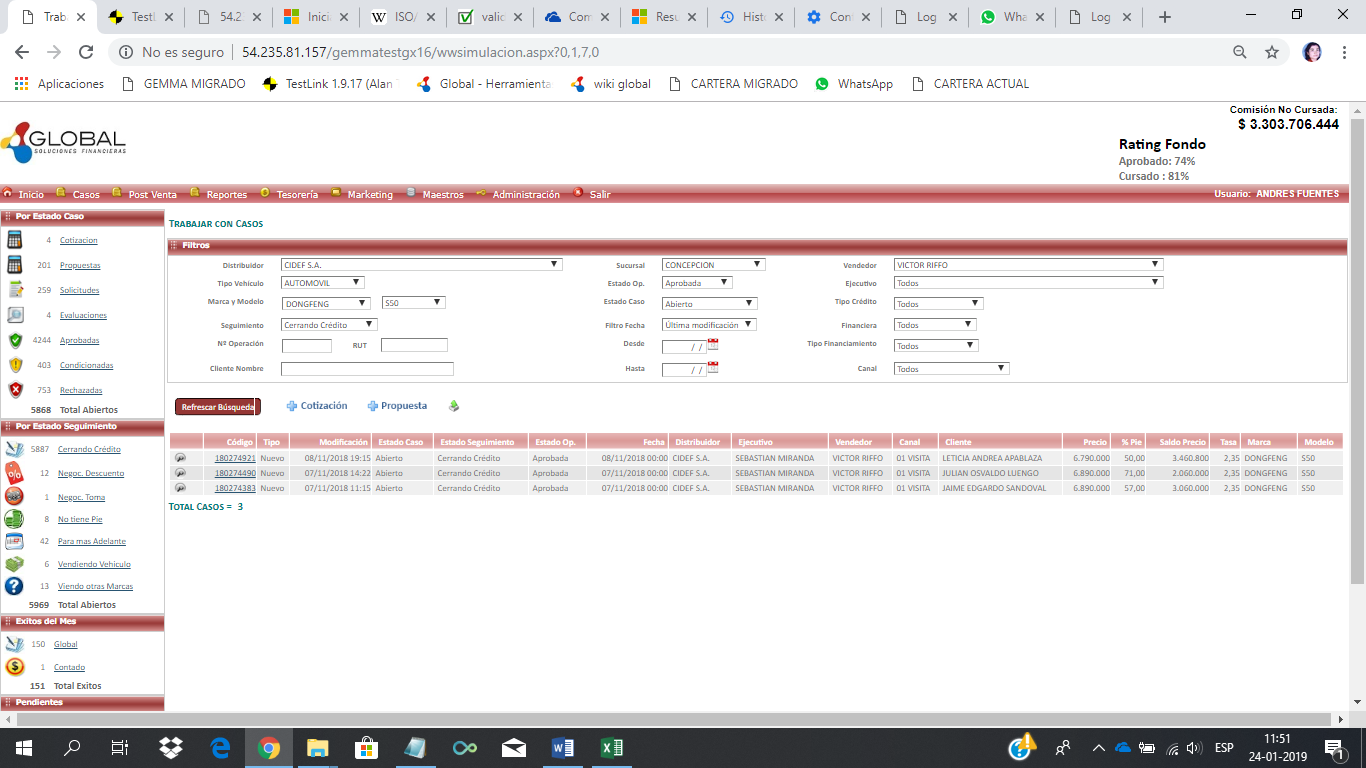 Trab
TestL
54.2
Inicia
ISO/
valid
Com
Resu
Histo
Conf
Log
Wha
Log
No es seguro | 54.235.81.157/gemmatestgx16/wwsimulacion.aspx?0,1,7,0
Aplicaciones GEMMA MIGRADO TestLink 1.9.17 (Alan Global - Herramienta wiki global CARTERA MIGRADO WhatsApp CARTERA ACTUAL
Comisión No Cursada:
$ 3.303.706.444
GLOBAL
SOLUCIONES FINANCIERAS
Rating Fondo
Aprobado: 74%
Cursado : 81%
Inicio Casos Post Venta Reportes Tesorería Marketing Maestros Administración Salir Usuario: ANDRES FUENTES
Por Estado Caso
4 Cotizacion
201 Propuestas
259 Solicitudes
4 Evaluaciones
4244 Aprobadas
403 Condicionadas
753 Rechazadas
5868 Total Abiertos
Por Estado Seguimiento
5887 Cerrando Crédito
12 Negoc. Descuento
1 Negoc. Toma
8 No tiene Pie
42 Para mas Adelante
6 Vendiendo Vehiculo
13 Viendo otras Marcas
5969 Total Abiertos
Exitos del Mes
150 Global
1 Contado
151 Total Exitos
Pendientes
TRABAJAR CON CASOS
Filtros
Distribuidor CIDEF S.A. Sucursal CONCEPCION Vendedor VICTOR RIFFO
Tipo Vehículo AUTOMOVIL Estado Op. Aprobada Ejecutivo Todos
Marca y Modelo DONGFENG S50 Estado Caso Abierto Tipo Crédito Todos
Seguimiento Cerrando Crédito Filtro Fecha Última modificación Financiera Todos
Nº Operación RUT Desde / / Tipo Financiamiento Todos
Cliente Nombre Hasta / / Canal Todos
Refrescar Búsqueda Cotización Propuesta
Código Tipo Modificación Estado Caso Estado Seguimiento Estado Op. Fecha Distribuidor Ejecutivo Vendedor Canal Cliente Precio % Pie Saldo Precio Tasa Marca Modelo
180274921 Nuevo 08/11/2018 19:15 Abierto Cerrando Crédito Aprobada 08/11/2018 00:00 CIDEF S.A. SEBASTIAN MIRANDA VICTOR RIFFO 01 VISITA LETICIA ANDREA APABLAZA 6.790.000 50,00 3.460.800 2,35 DONGFENG S50
180274490 Nuevo 07/11/2018 14:22 Abierto Cerrando Crédito Aprobada 07/11/2018 00:00 CIDEF S.A. SEBASTIAN MIRANDA VICTOR RIFFO 01 VISITA JULIAN OSVALDO LUENGO 6.890.000 71,00 2.060.000 2,35 DONGFENG S50
180274383 Nuevo 07/11/2018 11:15 Abierto Cerrando Crédito Aprobada 07/11/2018 00:00 CIDEF S.A. SEBASTIAN MIRANDA VICTOR RIFFO 01 VISITA JAIME EDGARDO SANDOVAL 6.890.000 57,00 3.060.000 2,35 DONGFENG S50
TOTAL CASOS = 3
ESP
11:51
24-01-2019
1